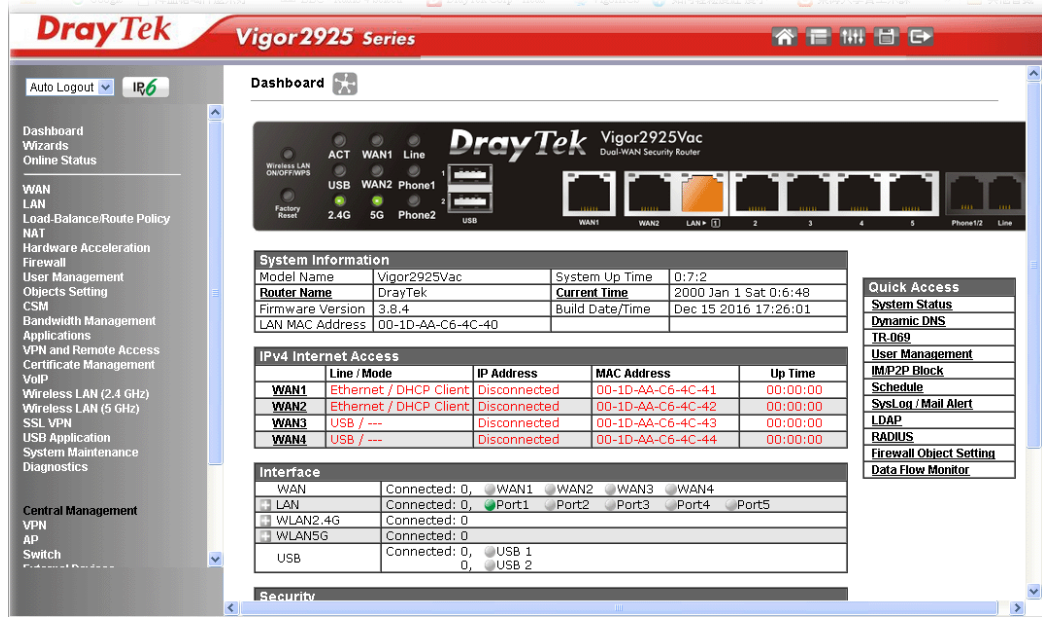 DrayTek
Vigor2925 Series
Auto Logout
IPv6
Dashboard
Wizards
Online Status
WAN
LAN
Load-Balance/Route Policy
NAT
Hardware Acceleration
Firewall
User Management
Objects Setting
CSM
Bandwidth Management
Applications
VPN and Remote Access
Certificate Management
VoIP
Wireless LAN (2.4 GHz)
Wireless LAN (5 GHz)
SSL VPN
USB Application
System Maintenance
Diagnostics
Central Management
VPN
AP
Switch
Dashboard
Wireless LAN
ON/OFF/WPS
ACT WAN1 Line
USB WAN2 Phone1
Factory
Reset
2.4G 5G Phone2
1
2
USB
DrayTek Vigor2925Vac
Dual-WAN Security Router
WAN1 WAN2 LAN 1 2 3 4 5 Phone1/2 Line
System Information
Model Name Vigor2925Vac System Up Time 0:7:2
Router Name DrayTek Current Time 2000 Jan 1 Sat 0:6:48
Firmware Version 3.8.4 Build Date/Time Dec 15 2016 17:26:01
LAN MAC Address 00-1D-AA-C6-4C-40
IPv4 Internet Access
Line / Mode IP Address MAC Address Up Time
WAN1 Ethernet / DHCP Client Disconnected 00-1D-AA-C6-4C-41 00:00:00
WAN2 Ethernet / DHCP Client Disconnected 00-1D-AA-C6-4C-42 00:00:00
WAN3 USB / --- Disconnected 00-1D-AA-C6-4C-43 00:00:00
WAN4 USB / --- Disconnected 00-1D-AA-C6-4C-44 00:00:00
Interface
WAN Connected: 0, WAN1 WAN2 WAN3 WAN4
LAN Connected: 0, Port1 Port2 Port3 Port4 Port5
WLAN2.4G Connected: 0
WLAN5G Connected: 0
USB Connected: 0, USB 1
0, USB 2
Security
Quick Access
System Status
Dynamic DNS
TR-069
User Management
IM/P2P Block
Schedule
SysLog / Mail Alert
LDAP
RADIUS
Firewall Object Setting
Data Flow Monitor